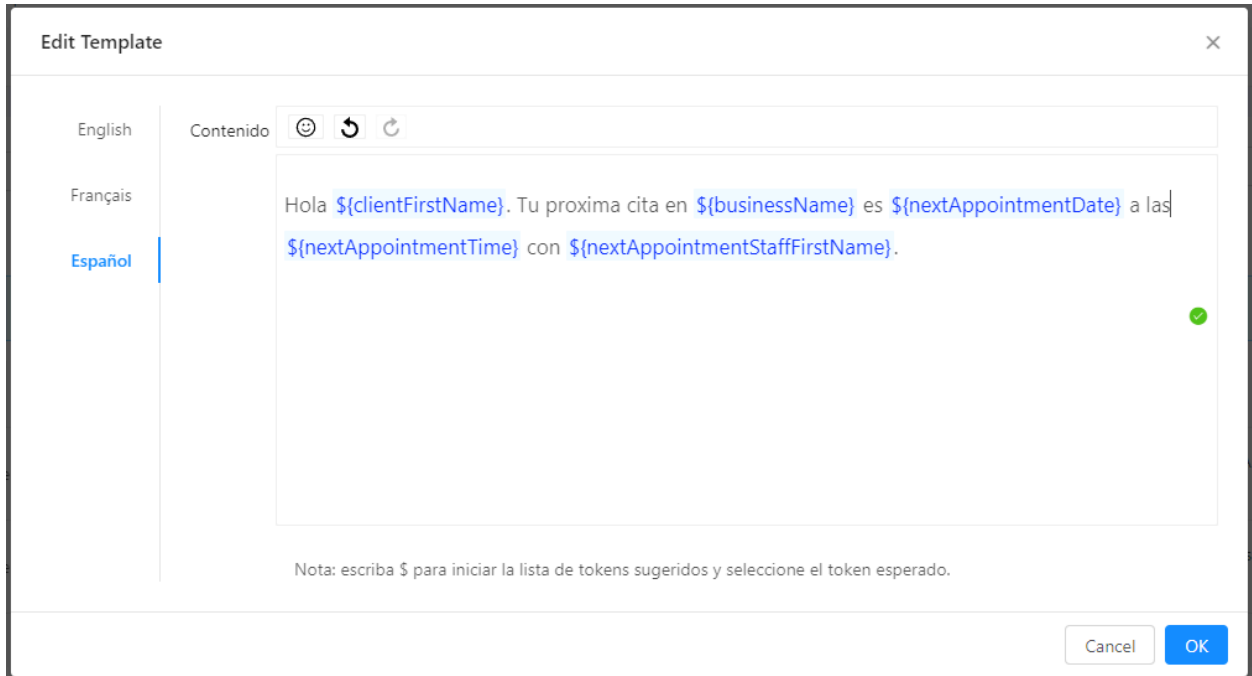 Edit Template
English
Français
Español
Contenido
Hola ${clientFirstName}. Tu proxima cita en ${businessName} es ${nextAppointmentDate} a las
${nextAppointmentTime} con ${nextAppointmentStaffFirstName}.
Nota: escriba $ para iniciar la lista de tokens sugeridos y seleccione el token esperado.
Cancel
OK